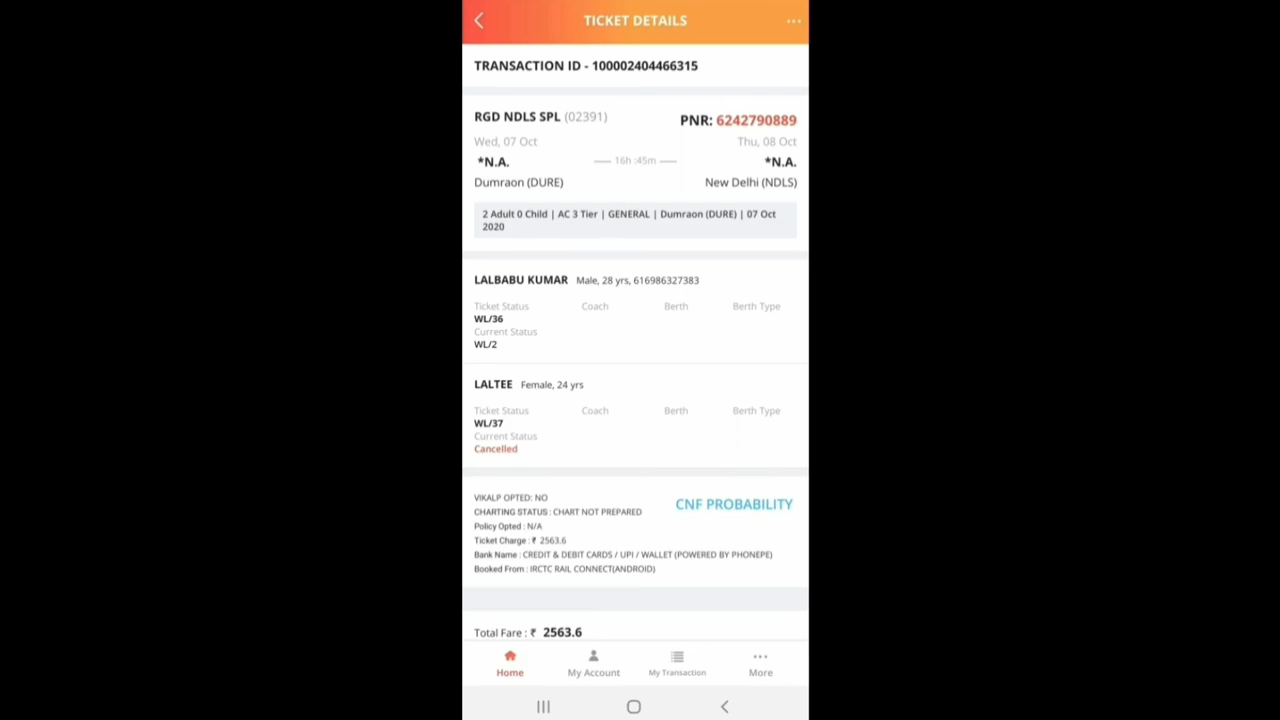 TICKET DETAILS
TRANSACTION ID - 100002404466315
RGD NDLS SPL (02391) PNR: 6242790889
Wed, 07 Oct Thu, 08 Oct
*N.A. 16h :45m *N.A.
Dumraon (DURE) New Delhi (NDLS)
2 Adult 0 Child | AC 3 Tier | GENERAL | Dumraon (DURE) | 07 Oct
2020
LALBABU KUMAR Male, 28 yrs, 616986327383
Ticket Status Coach Berth Berth Type
WL/36
Current Status
WL/2
LALTEE Female, 24 yrs
Ticket Status Coach Berth Berth Type
WL/37
Current Status
Cancelled
VIKALP OPTED: NO
CNF PROBABILITY
CHARTING STATUS : CHART NOT PREPARED
Policy Opted : N/A
Ticket Charge : ₹ 2563.6
Bank Name : CREDIT & DEBIT CARDS / UPI / WALLET (POWERED BY PHONEPE)
Booked From : IRCTC RAIL CONNECT(ANDROID)
Total Fare : ₹ 2563.6
Home My Account My Transaction More